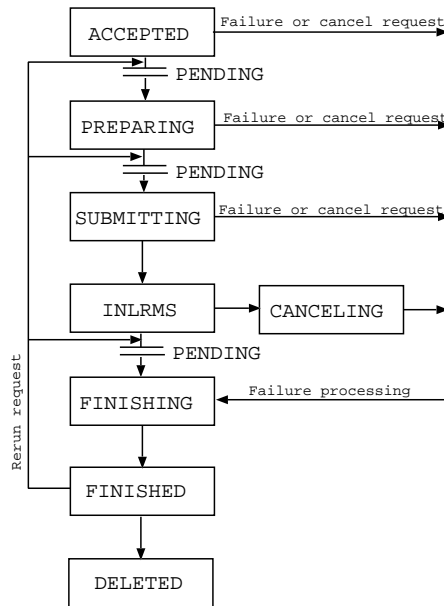 Failure or cancel request
ACCEPTED
PENDING
Failure or cancel request
PREPARING
PENDING
Failure or cancel request
SUBMITTING
INLRMS
CANCELING
PENDING
Rerun request
Failure processing
FINISHING
FINISHED
DELETED